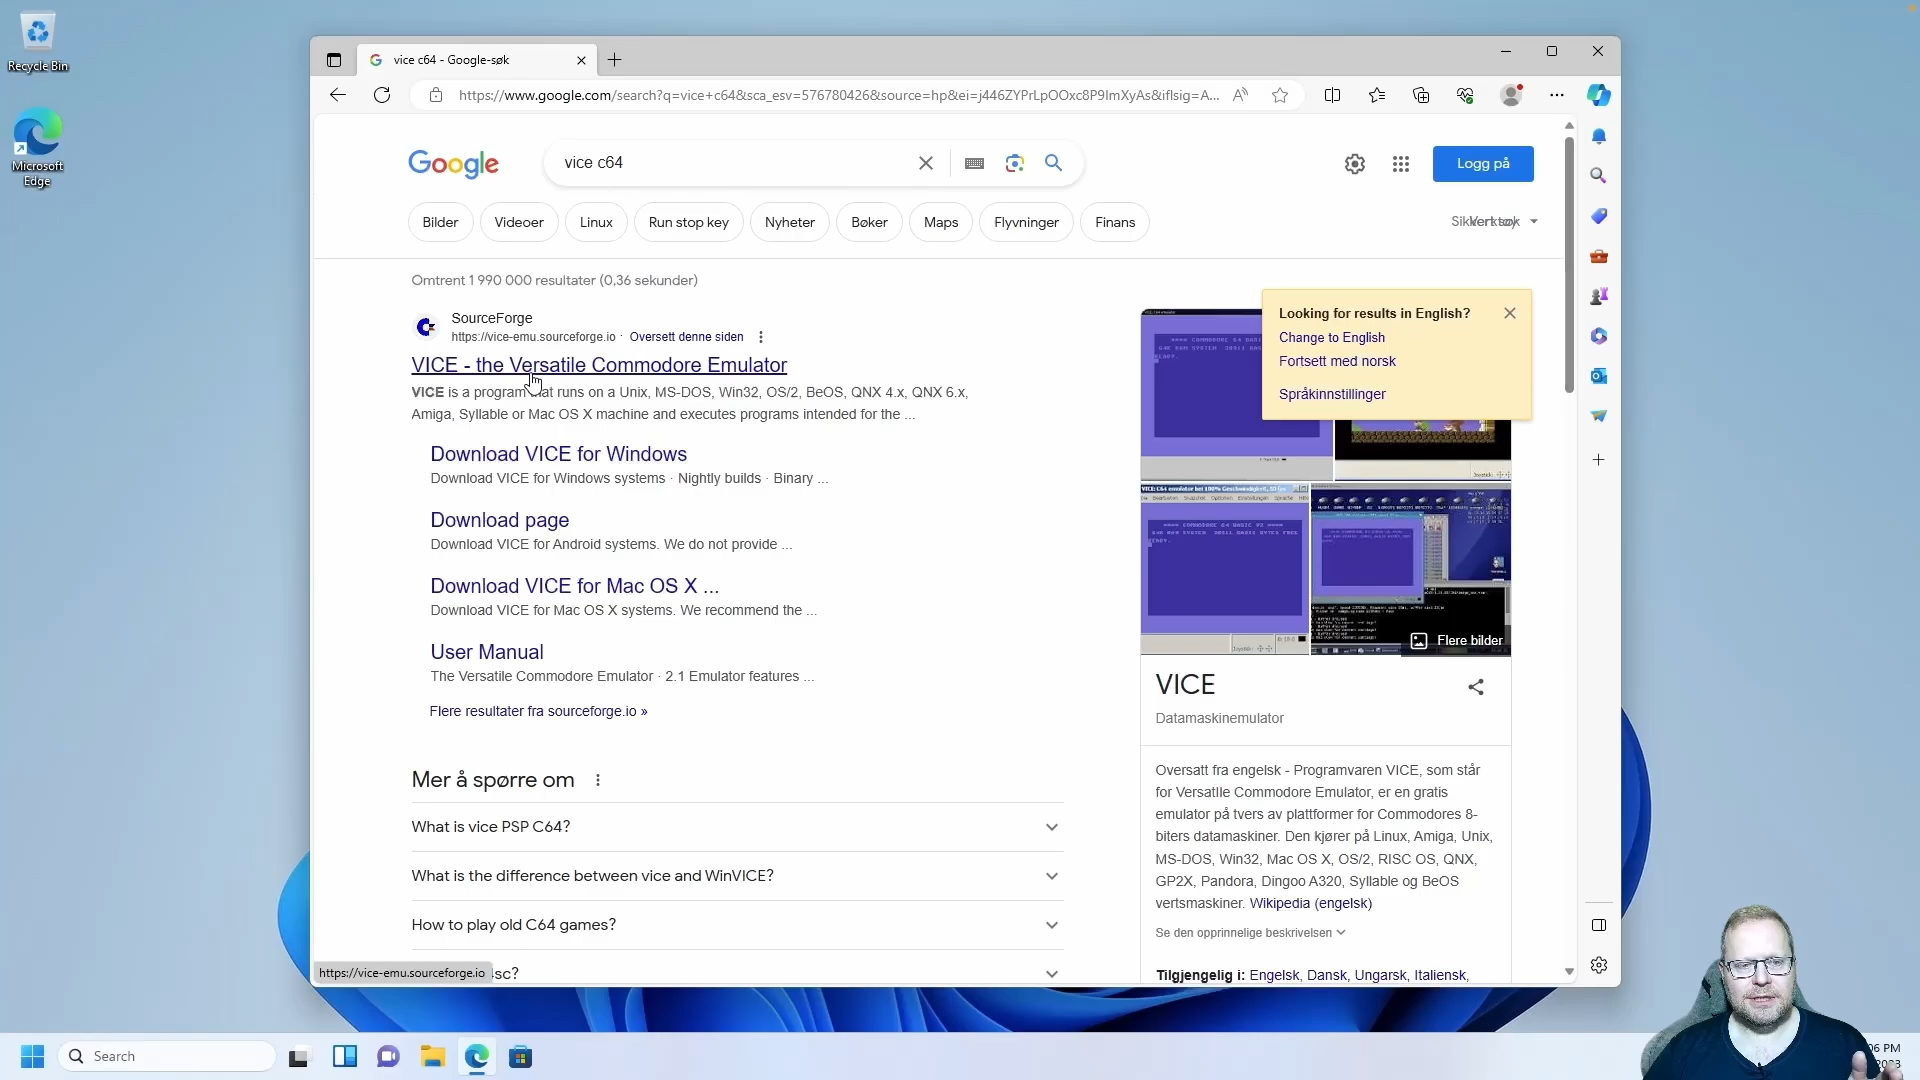 Recycle Bin
Microsoft
Edge
vice c64 - Google-søk
https://www.google.com/search?q=vice+c64&sca_esv=576780426&source=hp&ei=j446ZYPrLpOOxc8P9ImXyAs&iflsig=A...
Google
vice c64
Logg på
Bilder
Videoer
Linux
Run stop key
Nyheter
Bøker
Maps
Flyvninger
Finans
Omtrent 1 990 000 resultater (0,36 sekunder)
SourceForge
https://vice-emu.sourceforge.io · Oversett denne siden
VICE - the Versatile Commodore Emulator
VICE is a program that runs on a Unix, MS-DOS, Win32, OS/2, BeOS, QNX 4.x, QNX 6.x,
Amiga, Syllable or Mac OS X machine and executes programs intended for the ...
Download VICE for Windows
Download VICE for Windows systems · Nightly builds · Binary ...
Download page
Download VICE for Android systems. We do not provide ...
Download VICE for Mac OS X ...
Download VICE for Mac OS X systems. We recommend the ...
User Manual
The Versatile Commodore Emulator · 2.1 Emulator features ...
Flere resultater fra sourceforge.io »
Mer å spørre om
What is vice PSP C64?
What is the difference between vice and WinVICE?
How to play old C64 games?
sc?
https://vice-emu.sourceforge.io
Looking for results in English?
Change to English
Fortsett med norsk
Språkinnstillinger
Flere bilder
VICE
Datamaskinemulator
Oversatt fra engelsk - Programvaren VICE, som står
for VersatIle Commodore Emulator, er en gratis
emulator på tvers av plattformer for Commodores 8-
biters datamaskiner. Den kjører på Linux, Amiga, Unix,
MS-DOS, Win32, Mac OS X, OS/2, RISC OS, QNX,
GP2X, Pandora, Dingoo A320, Syllable og BeOS
vertsmaskiner. Wikipedia (engelsk)
Se den opprinnelige beskrivelsen
Tilgjengelig i: Engelsk, Dansk, Ungarsk, Italiensk,
Search
06 PM